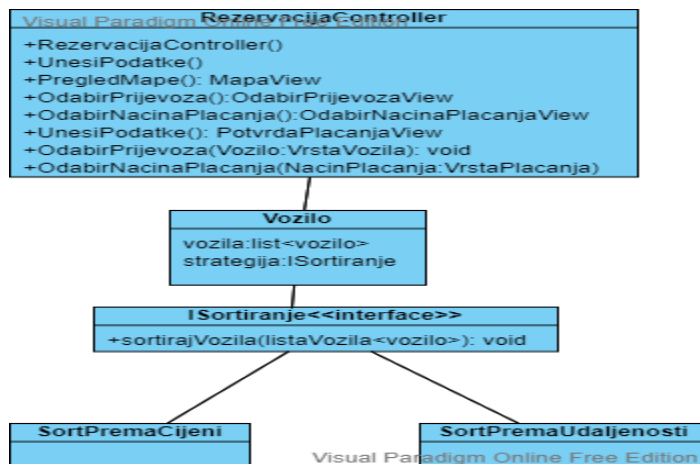 RezervacijaController
Visual Paradigm Online Free Edition
+RezervacijaController()
+UnesiPodatke()
+PregledMape(): MapaView
+OdabirPrijevoza():OdabirPrijevozaView
+OdabirNacinaPlacanja():OdabirNacinaPlacanjaView
+UnesiPodatke(): PotvrdaPlacanjaView
+OdabirPrijevoza(Vozilo:VrstaVozila): void
+OdabirNacinaPlacanja(NacinPlacanja:VrstaPlacanja)
Vozilo
vozila:list<vozilo>
strategija:ISortiranje
ISortiranje<<interface>>
+sortirajVozila(listaVozila<vozilo>): void
SortPremaCijeni
SortPremaUdaljenosti
Visual Paradigm Online Free Edition